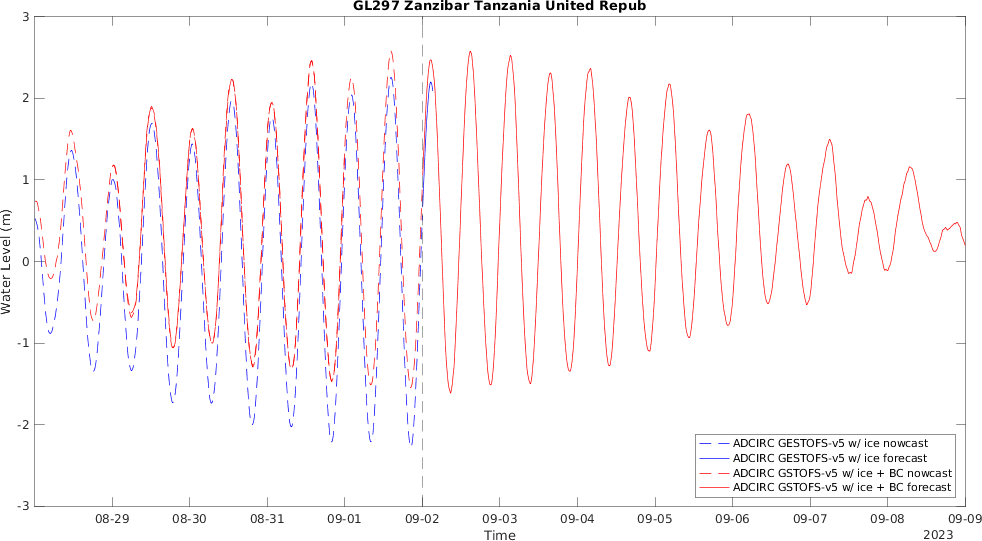 GL297 Zanzibar Tanzania United Repub
3
2
1
0
-1
-2
-3
Water Level (m)
ADCIRC GESTOFS-v5 w/ ice nowcast
ADCIRC GESTOFS-v5 w/ ice forecast
ADCIRC GSTOFS-v5 w/ ice + BC nowcast
ADCIRC GSTOFS-v5 w/ ice + BC forecast
08-29 08-30 08-31 09-01 09-02 09-03 09-04 09-05 09-06 09-07 09-08 09-09
Time
2023